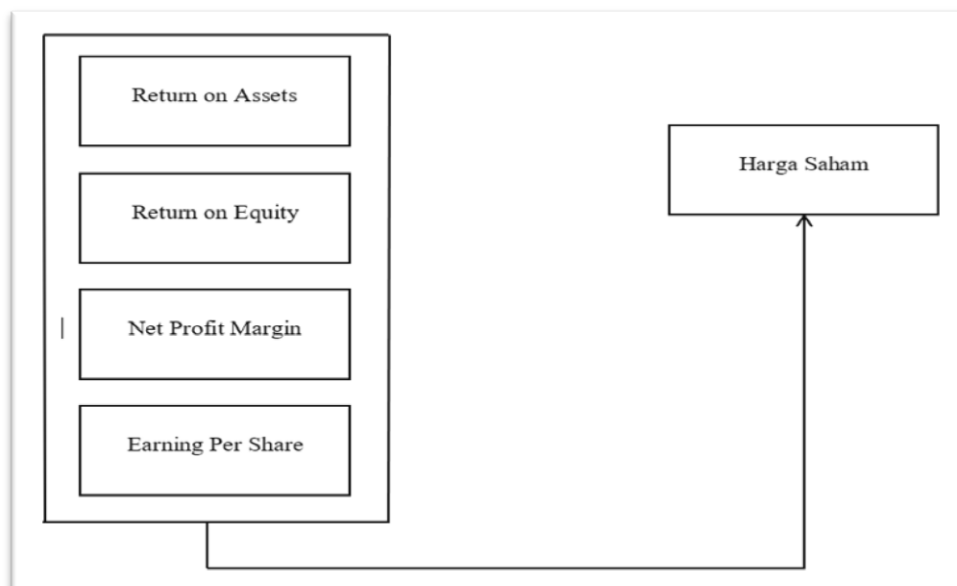 Return on Assets
Return on Equity
Net Profit Margin
Earning Per Share
Harga Saham